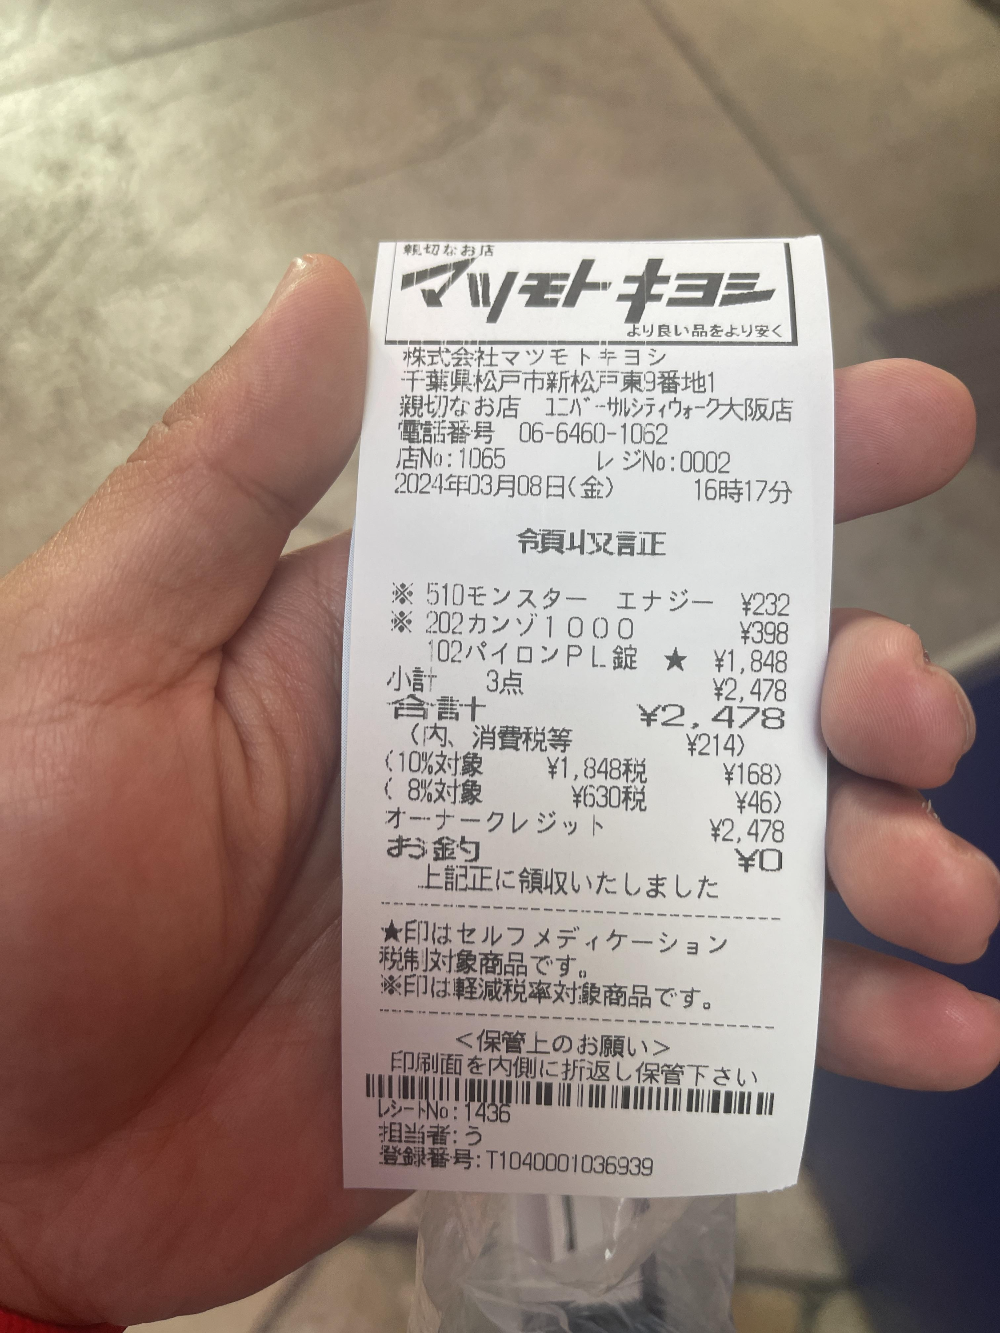 親切なお店
マツモトキヨシ
より良い品をより安く
株式会社マツモトキヨシ
千葉県松戸市新松戸東9番地1
親切なお店 ユニバーサルシティウォーク大阪店
電話番号 06-6460-1062
店No:1065 レジNo:0002
2024年03月08日(金) 16時17分
領収証正
※ 510モンスター エナジー ¥232
※ 202カンゾ1000 ¥398
102パイロンPL錠 ★ ¥1,848
小計 3点 ¥2,478
合計 ¥2,478
(内、消費税等 ¥214)
(10%対象 ¥1,848税 ¥168)
( 8%対象 ¥630税 ¥46)
オーナークレジット ¥2,478
お釣 ¥0
上記正に領収いたしました
★印はセルフメディケーション
税制対象商品です。
※印は軽減税率対象商品です。
<保管上のお願い>
印刷面を内側に折返し保管下さい
レシートNo:1436
担当者:う
登録番号:T1040001036939